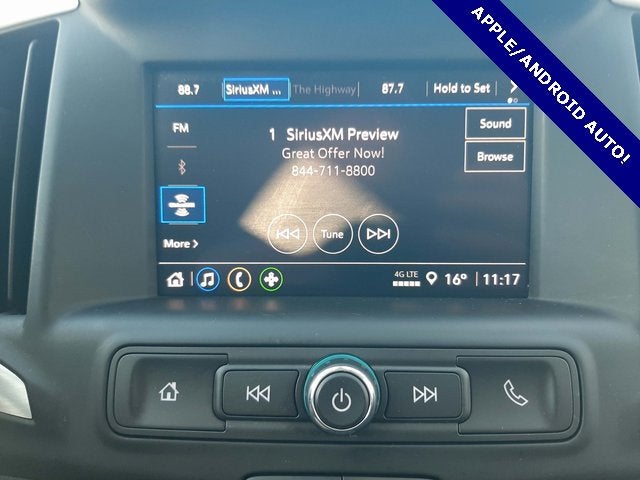 APPLE/ANDROID AUTO!
88.7 SiriusXM ... The Highway 87.7 Hold to Set
FM
1 SiriusXM Preview
Great Offer Now!
844-711-8800
Sound
Browse
Tune
More
4G LTE 16° 11:17